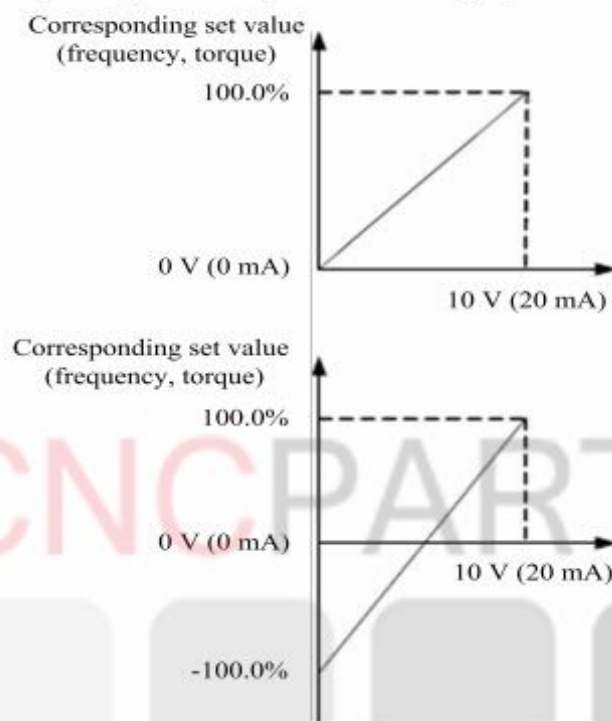 Corresponding set value
(frequency, torque)
100.0%
0 V (0 mA)
10 V (20 mA)
Corresponding set value
(frequency, torque)
100.0%
CNCPART
0 V (0 mA)
10 V (20 mA)
-100.0%